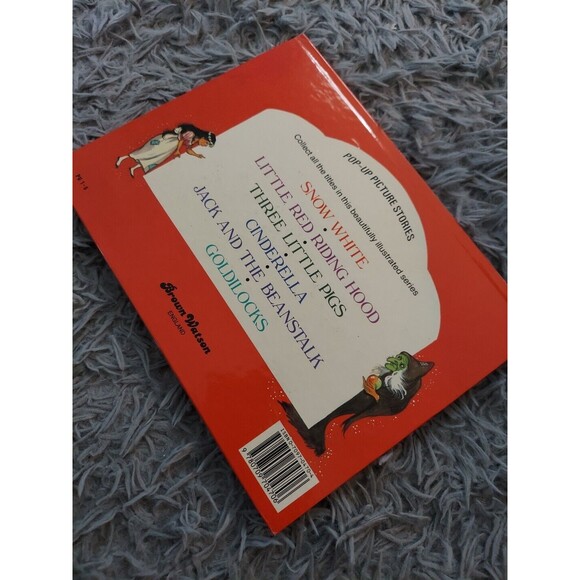 POP-UP PICTURE STORIES
Collect all the titles in this beautifully illustrated series
SNOW WHITE
LITTLE RED RIDING HOOD
THREE LITTLE PIGS
CINDERELLA
JACK AND THE BEANSTALK
GOLDILOCKS
Brown Watson
ENGLAND